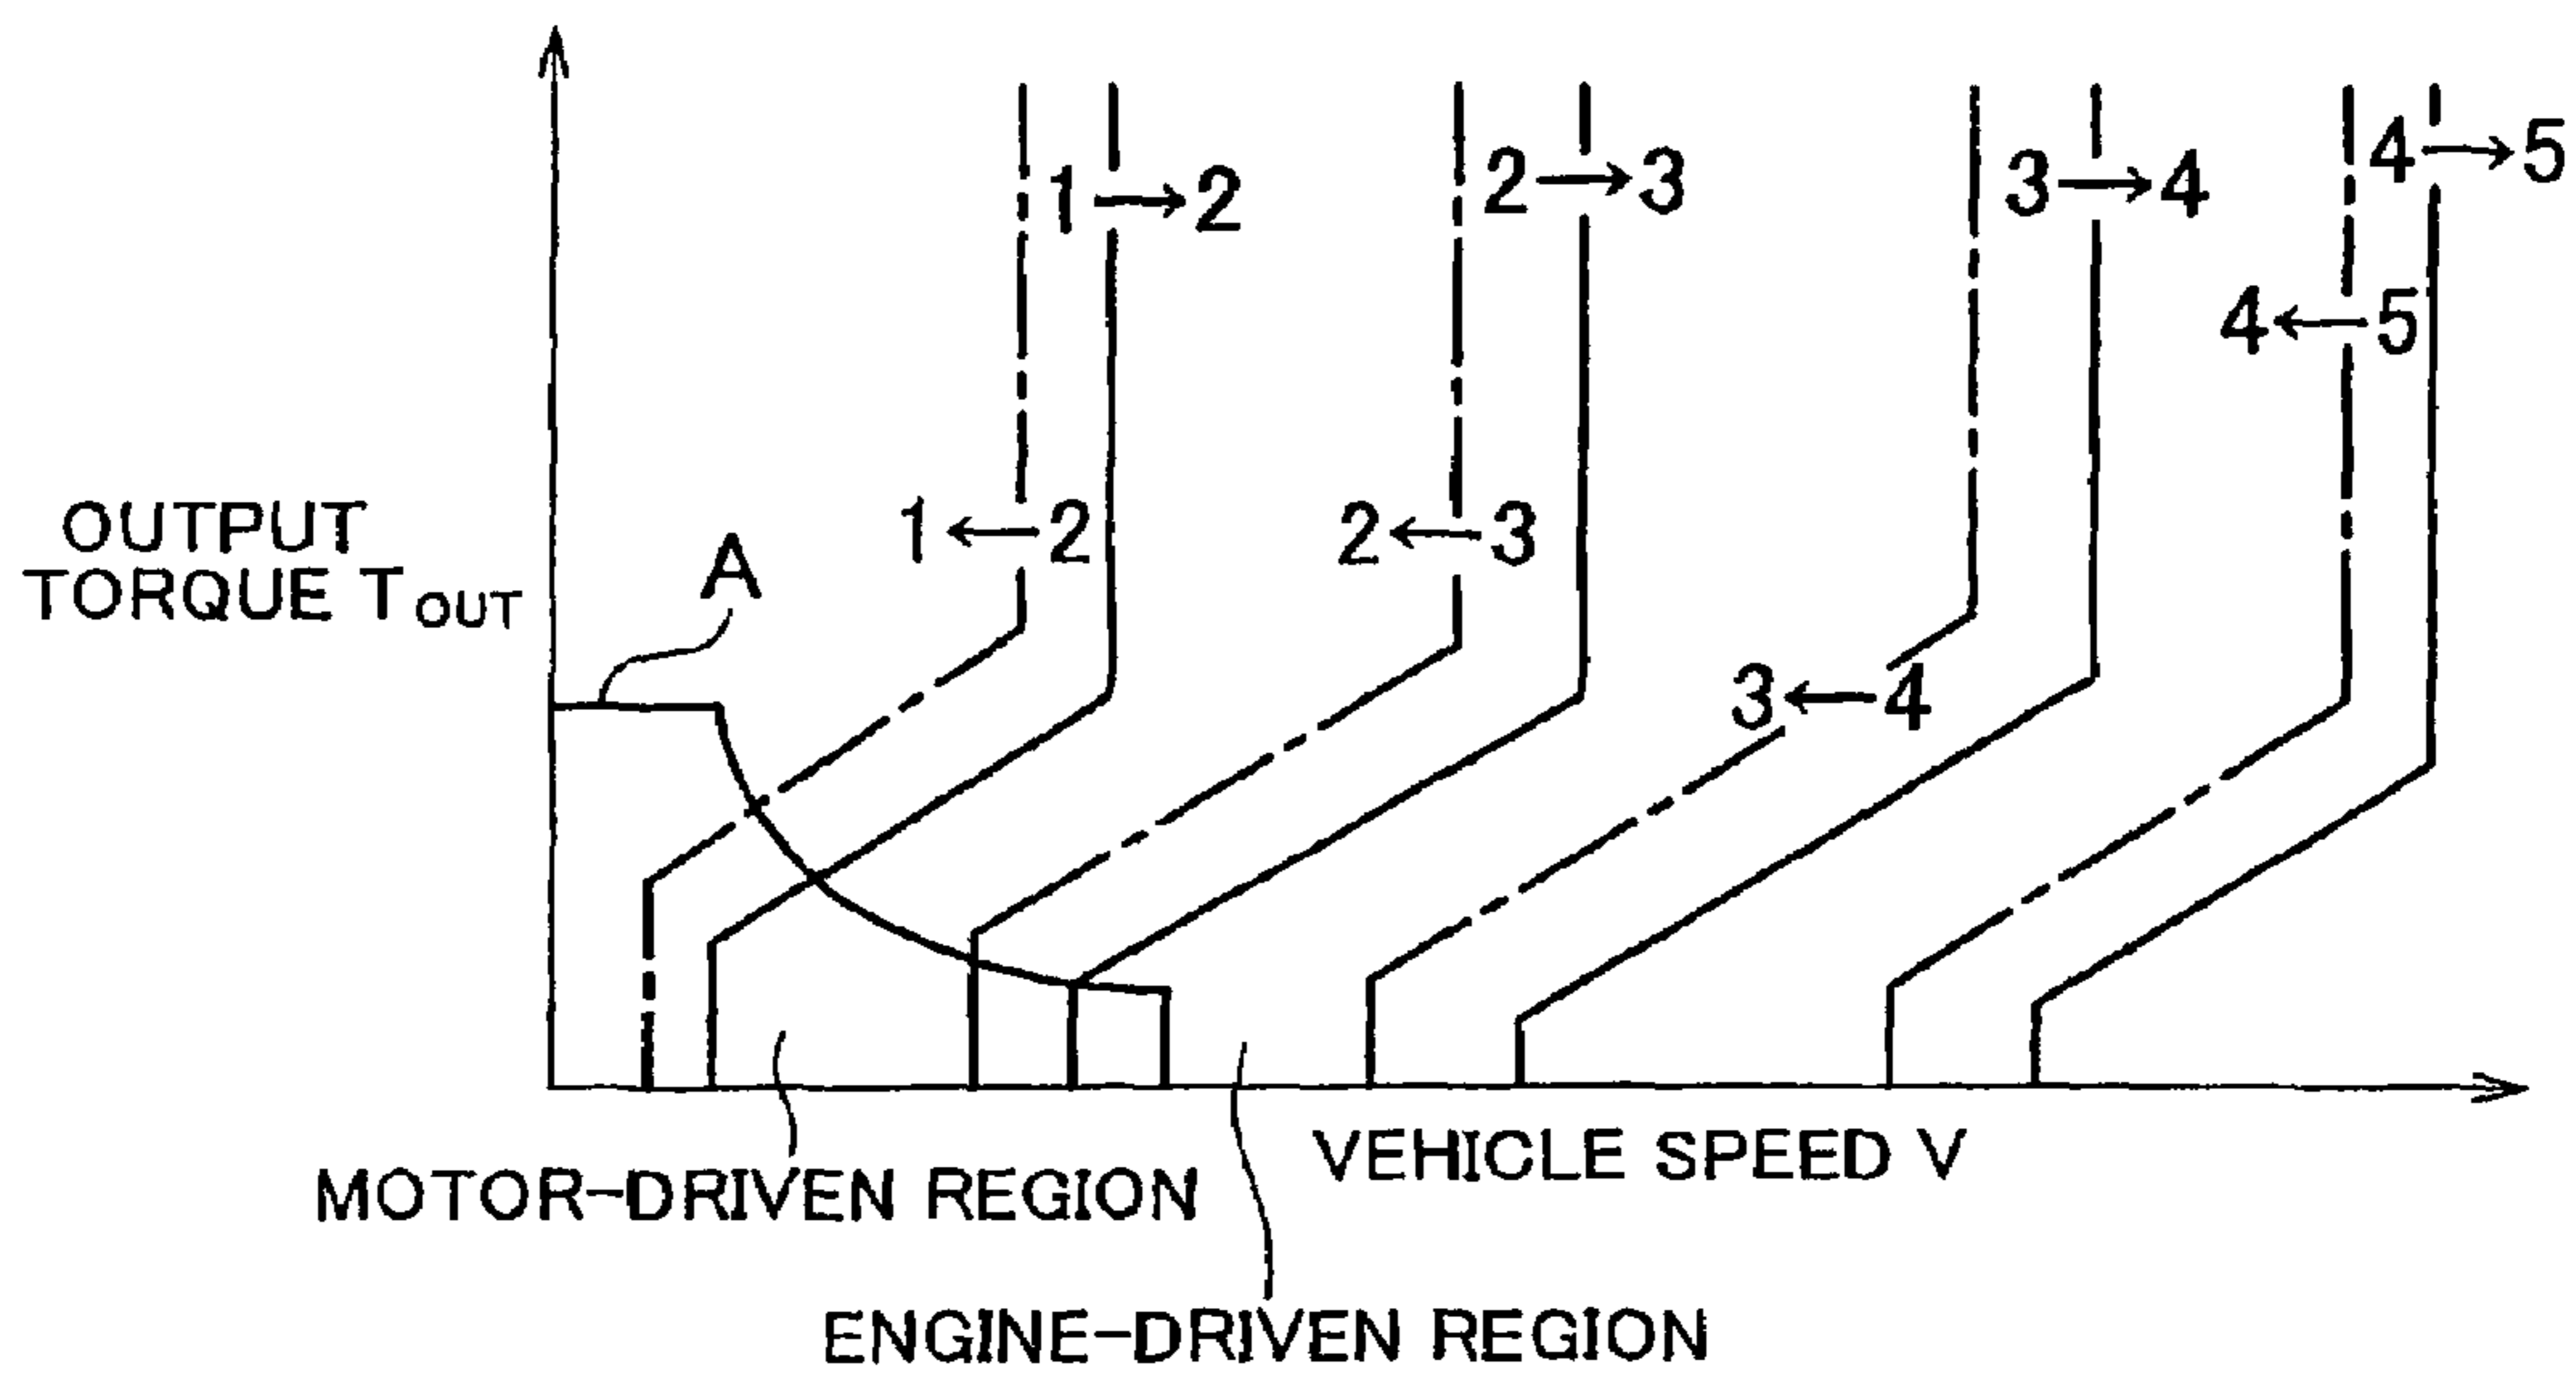 1→2
2→3
3→4
4→5
4←5
OUTPUT
TORQUE TOUT
A
1←2
2←3
3←4
VEHICLE SPEED V
MOTOR-DRIVEN REGION
ENGINE-DRIVEN REGION